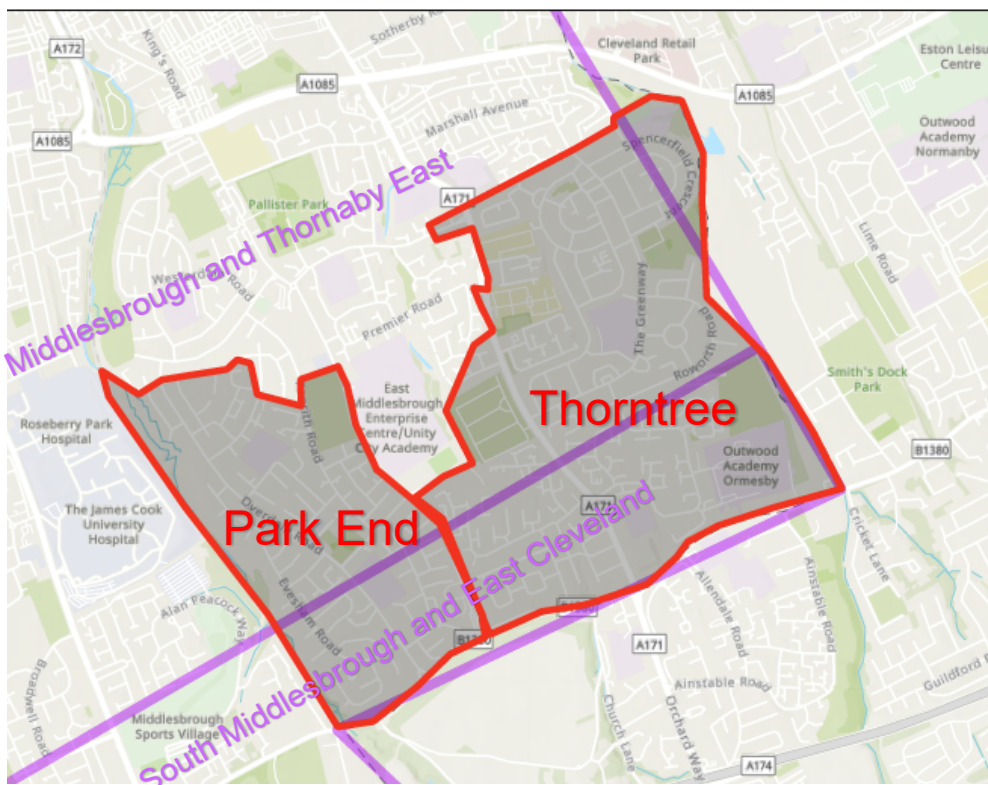 Sotherby Road
A172
King's Road
Cleveland Retail
Park
Eston Leisure
Centre
A1085
A1085
A1085
Marshall Avenue
Outwood
Academy
Normanby
Spencerfield Crescent
Middlesbrough and Thornaby East
Pallister Park
A171
Lime Road
Westerdale Road
Premier Road
The Greenway
Roworth Road
Smith's Dock
Park
Roseberry Park
Hospital
East
Middlesbrough
Enterprise
Centre/Unity
City Academy
Thorntree
B1380
Outwood
Academy
Ormesby
The James Cook
University
Hospital
Park End
A171
South Middlesbrough and East Cleveland
Cricket Lane
Evesham Road
Alan Peacock Way
B1380
B1380
Allendale Road
Ainstable Road
A171
Broadwell Road
Middlesbrough
Sports Village
Church Lane
Orchard Way
Ainstable Road
Guildford
A174